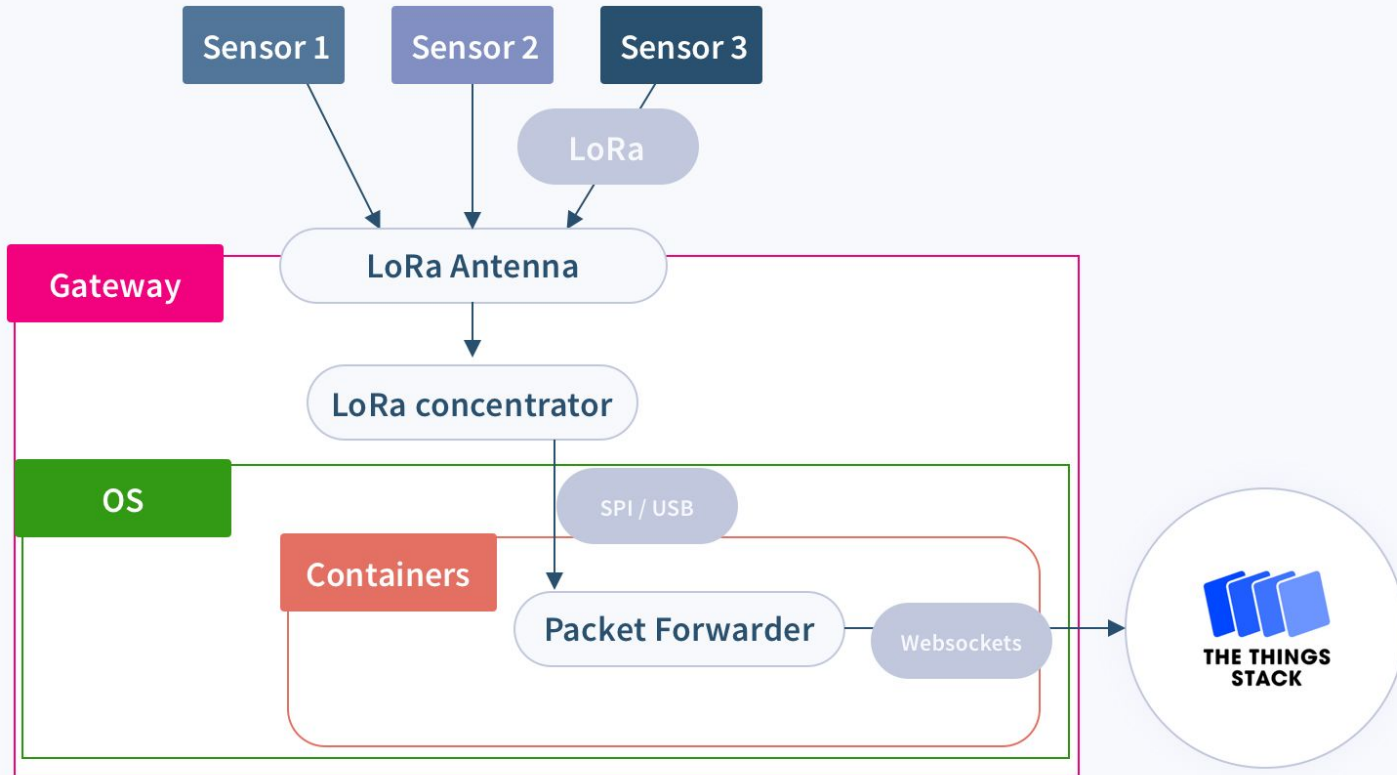 Sensor 1
Sensor 2
Sensor 3
LoRa
LoRa Antenna
Gateway
LoRa concentrator
OS
SPI / USB
Containers
Packet Forwarder
Websockets
THE THINGS
STACK